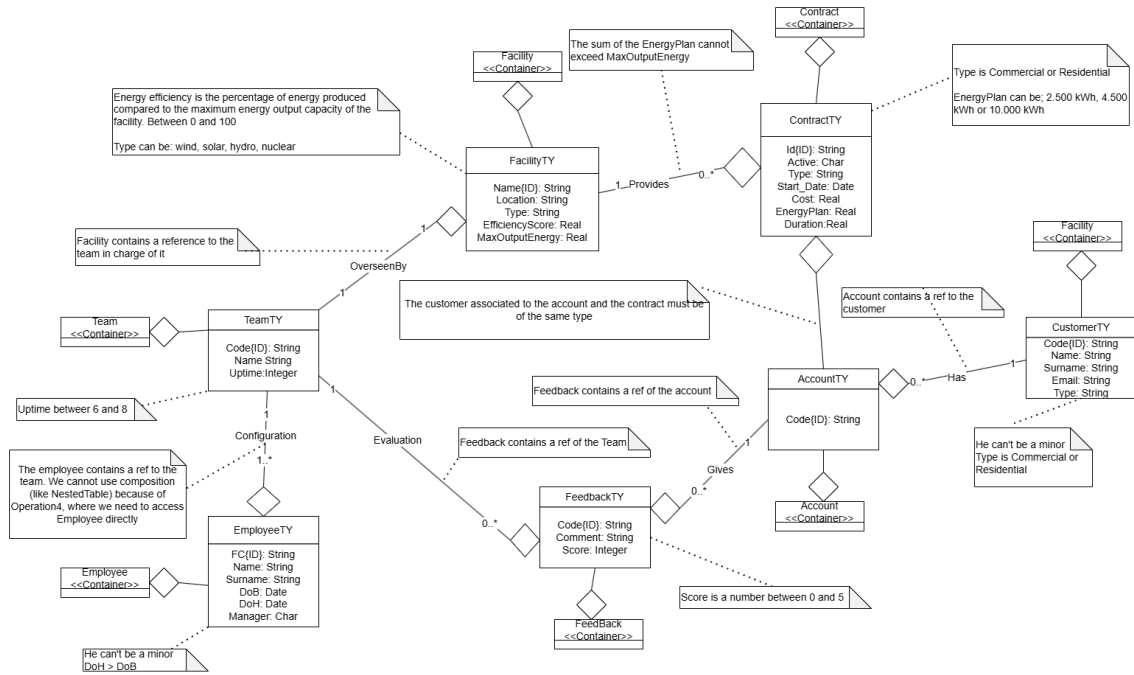 Contract
<<Container>>
The sum of the EnergyPlan cannot
exceed MaxOutputEnergy
Facility
<<Container>>
Type is Commercial or Residential
EnergyPlan can be; 2.500 kWh, 4.500
kWh or 10.000 kWh
Energy efficiency is the percentage of energy produced
compared to the maximum energy output capacity of the
facility. Between 0 and 100
Type can be: wind, solar, hydro, nuclear
ContractTY
Id{ID}: String
Active: Char
Type: String
Start_Date: Date
Cost: Real
EnergyPlan: Real
Duration:Real
FacilityTY
Name{ID}: String
Location: String
Type: String
EfficiencyScore: Real
MaxOutputEnergy: Real
1
Provides
0..*
Facility
<<Container>>
Facility contains a reference to the
team in charge of it
1
OverseenBy
1
The customer associated to the account and the contract must be
of the same type
Account contains a ref to the
customer
Team
<<Container>>
TeamTY
Code{ID}: String
Name String
Uptime:Integer
CustomerTY
Code{ID}: String
Name: String
Surname: String
Email: String
Type: String
1
Has
0..*
AccountTY
Code{ID}: String
Feedback contains a ref of the account
Uptime betweer 6 and 8
1
Configuration
1..*
1
Evaluation
0..*
Feedback contains a ref of the Team
1
Gives
0..*
He can't be a minor
Type is Commercial or
Residential
The employee contains a ref to the
team. We cannot use composition
(like NestedTable) because of
Operation4, where we need to access
Employee directly
FeedbackTY
Code{ID}: String
Comment: String
Score: Integer
Account
<<Container>>
EmployeeTY
FC{ID}: String
Name: String
Surname: String
DoB: Date
DoH: Date
Manager: Char
Employee
<<Container>>
Score is a number between 0 and 5
FeedBack
<<Container>>
He can't be a minor
DoH > DoB